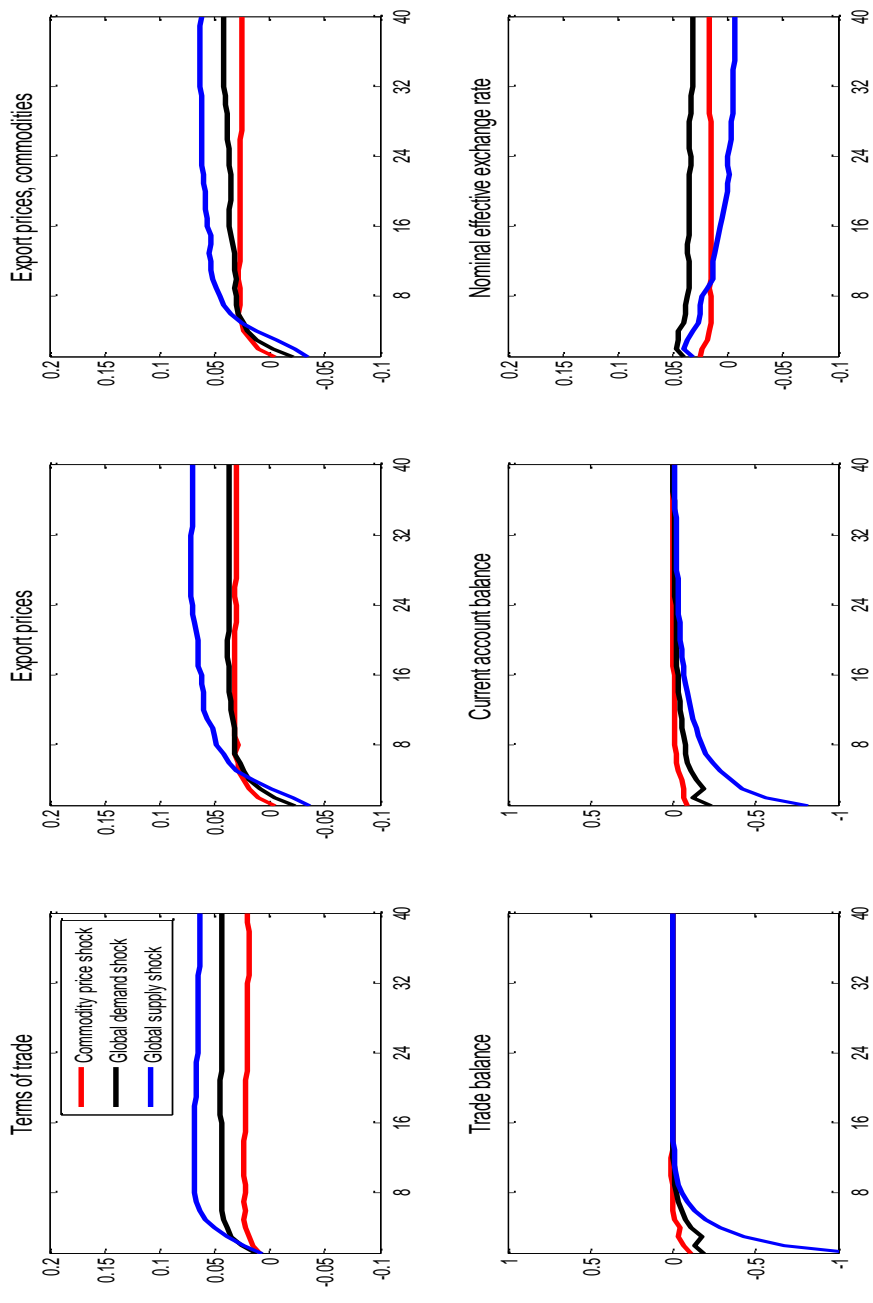 Terms of trade
0.2
0.15
0.1
0.05
0
-0.05
-0.1
8 16 24 32 40
Commodity price shock
Global demand shock
Global supply shock
Export prices
0.2
0.15
0.1
0.05
0
-0.05
-0.1
8 16 24 32 40
Export prices, commodities
0.2
0.15
0.1
0.05
0
-0.05
-0.1
8 16 24 32 40
Trade balance
1
0.5
0
-0.5
-1
8 16 24 32 40
Current account balance
1
0.5
0
-0.5
-1
8 16 24 32 40
Nominal effective exchange rate
0.2
0.15
0.1
0.05
0
-0.05
-0.1
8 16 24 32 40